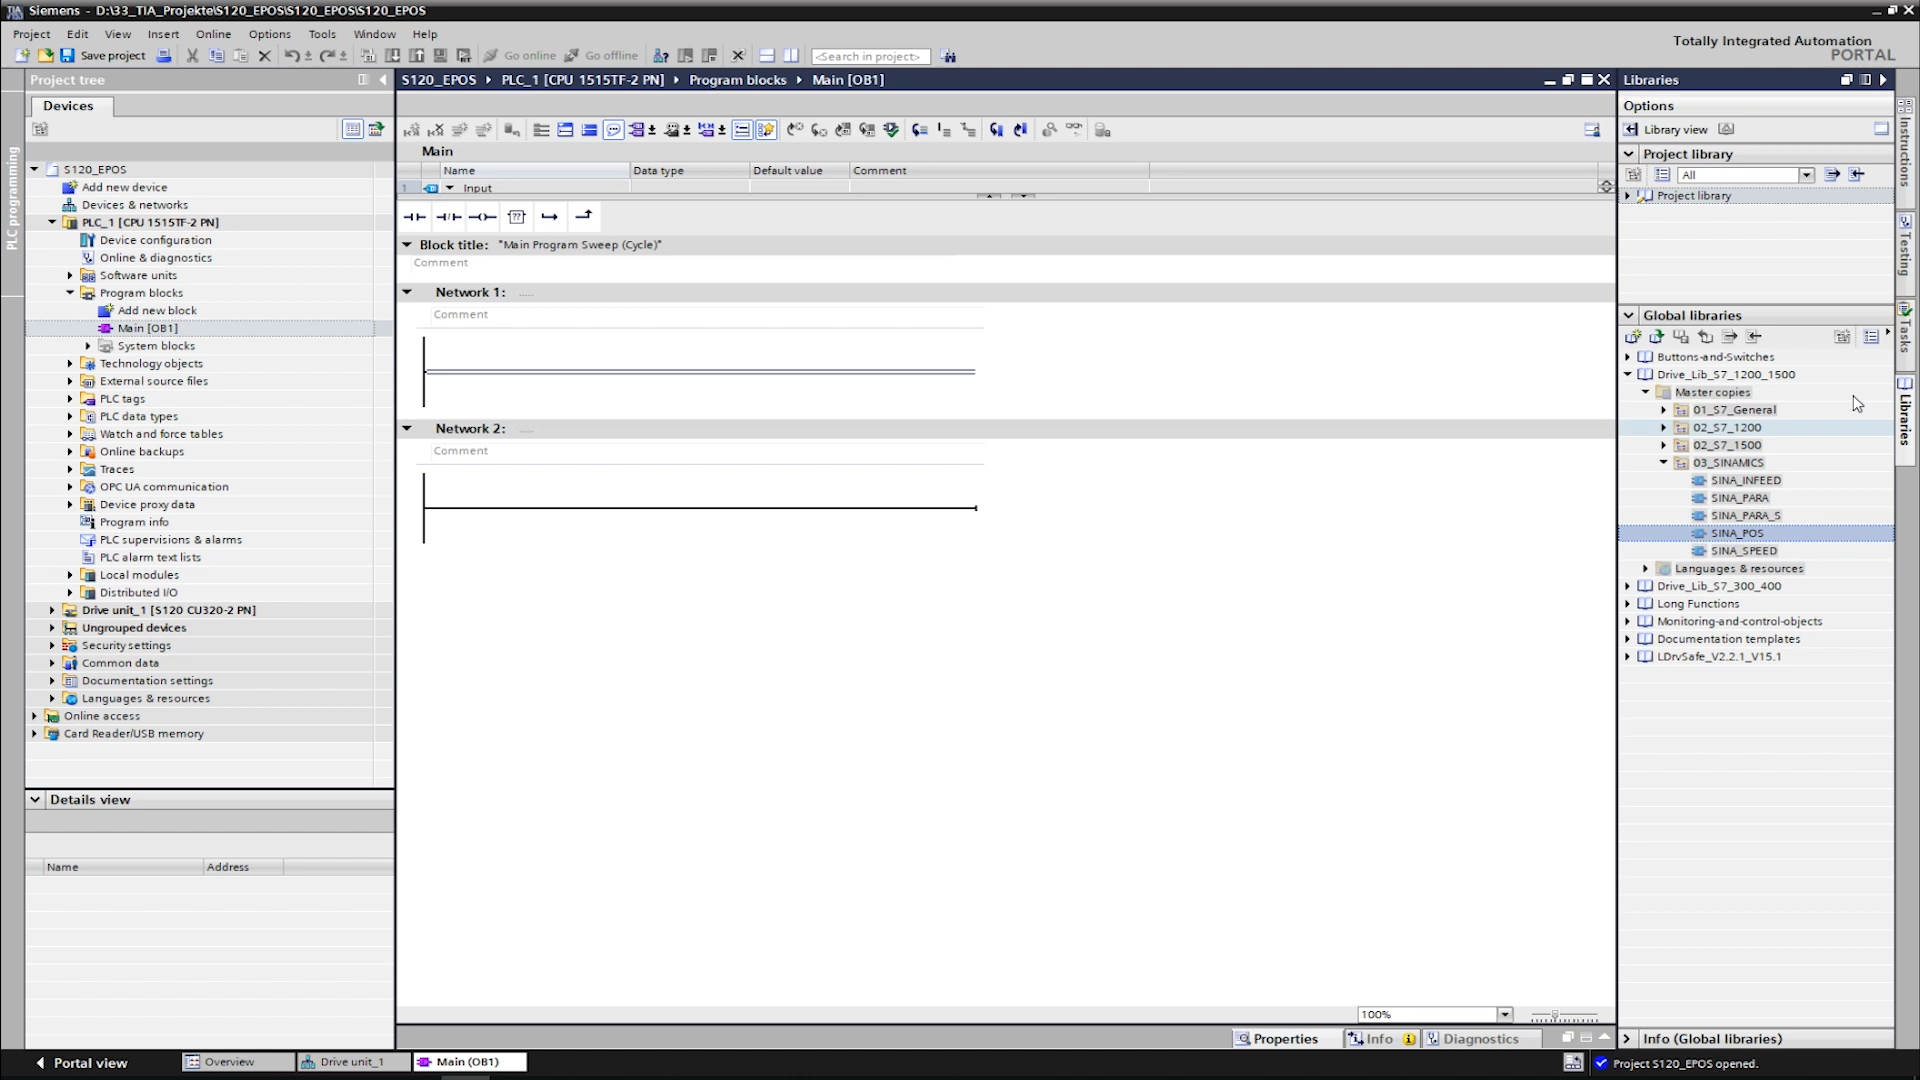 Siemens - D:\33_TIA_Projekte\S120_EPOS\S120_EPOS\S120_EPOS
Project Edit View Insert Online Options Tools Window Help
Totally Integrated Automation
PORTAL
Save project
Go online
Go offline
<Search in project>
Project tree
S120_EPOS PLC_1 [CPU 1515TF-2 PN] Program blocks Main [OB1]
Libraries
Devices
Options
Library view
PLC programming
S120_EPOS
Add new device
Devices & networks
PLC_1 [CPU 1515TF-2 PN]
Device configuration
Online & diagnostics
Software units
Program blocks
Add new block
Main [OB1]
System blocks
Technology objects
External source files
PLC tags
PLC data types
Watch and force tables
Online backups
Traces
OPC UA communication
Device proxy data
Program info
PLC supervisions & alarms
PLC alarm text lists
Local modules
Distributed I/O
Drive unit_1 [S120 CU320-2 PN]
Ungrouped devices
Security settings
Common data
Documentation settings
Languages & resources
Online access
Card Reader/USB memory
Details view
Name Address
Main
Name Data type Default value Comment
1 Input
??
Block title: "Main Program Sweep (Cycle)"
Comment
Network 1: .....
Comment
Network 2: .....
Comment
100%
Properties Info Diagnostics
Project library
All
Project library
Global libraries
Buttons-and-Switches
Drive_Lib_S7_1200_1500
Master copies
01_S7_General
02_S7_1200
02_S7_1500
03_SINAMICS
SINA_INFEED
SINA_PARA
SINA_PARA_S
SINA_POS
SINA_SPEED
Languages & resources
Drive_Lib_S7_300_400
Long Functions
Monitoring-and-control-objects
Documentation templates
LDrvSafe_V2.2.1_V15.1
Info (Global libraries)
Instructions
Testing
Tasks
Libraries
Portal view
Overview
Drive unit_1
Main (OB1)
Project S120_EPOS opened.